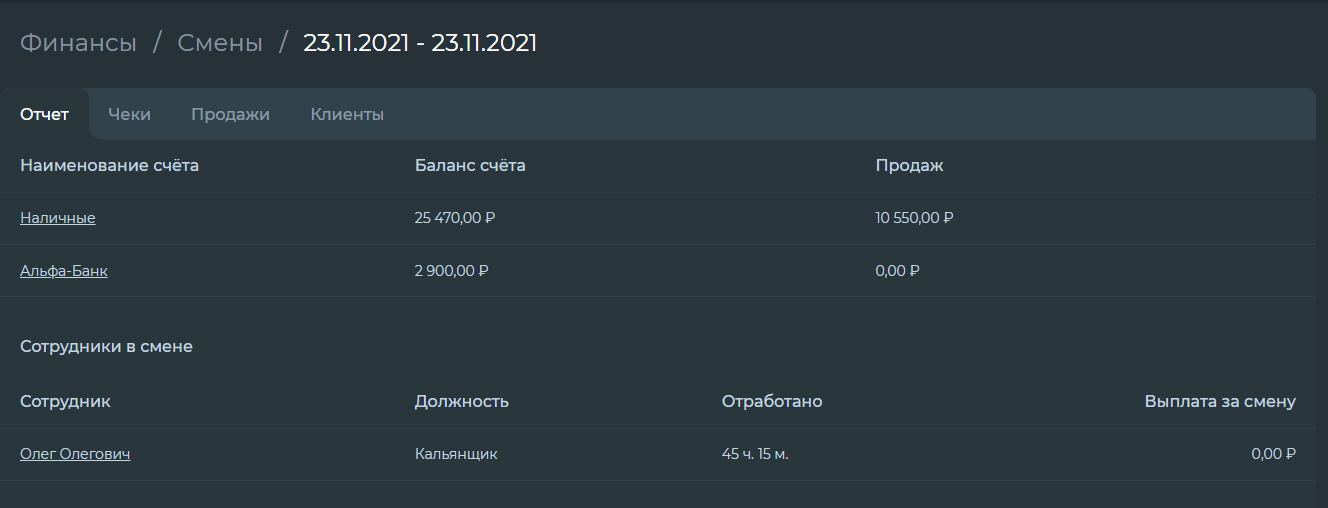 Финансы / Смены / 23.11.2021 - 23.11.2021
Отчет Чеки Продажи Клиенты
Наименование счёта Баланс счёта Продаж
Наличные 25 470,00 ₽ 10 550,00 ₽
Альфа-Банк 2 900,00 ₽ 0,00 ₽
Сотрудники в смене
Сотрудник Должность Отработано Выплата за смену
Олег Олегович Кальянщик 45 ч. 15 м. 0,00 ₽